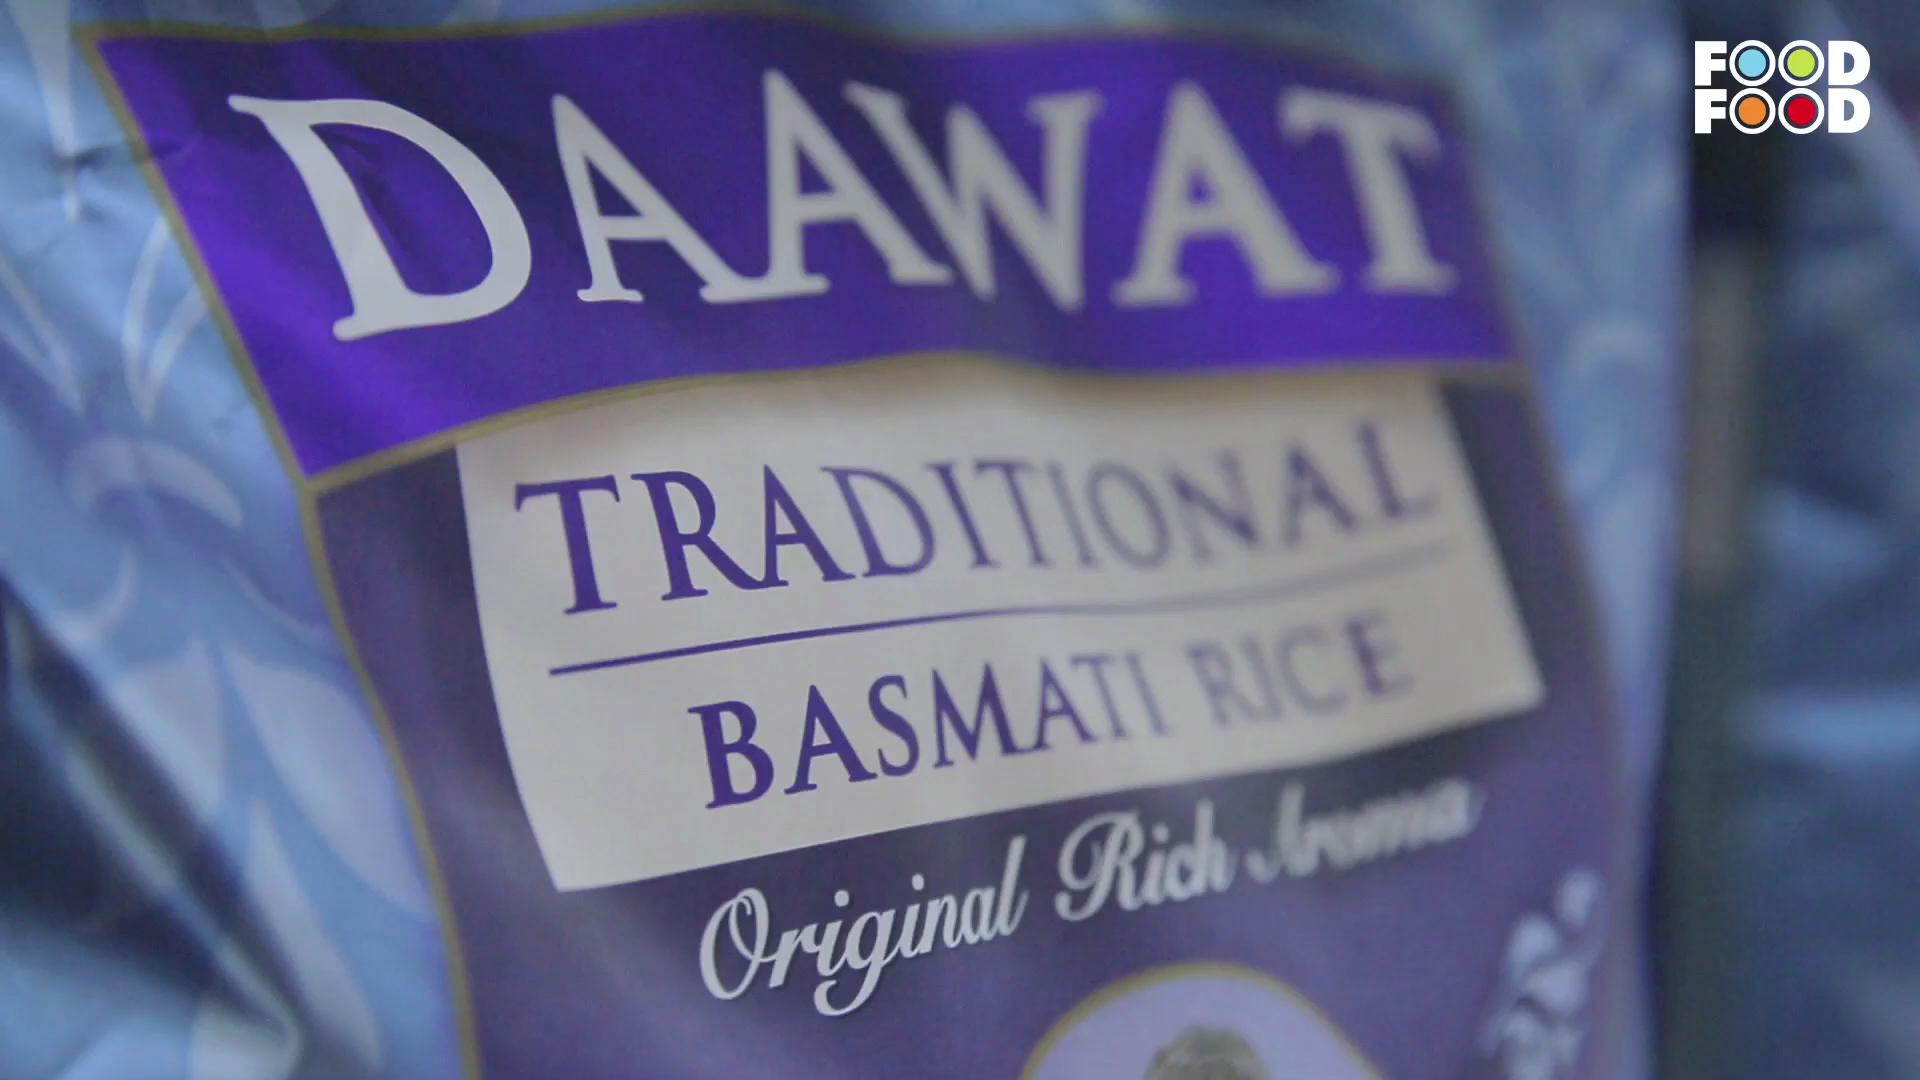 FOOD
FOOD
DAAWAT
TRADITIONAL
BASMATI RICE
Original Rich Aroma